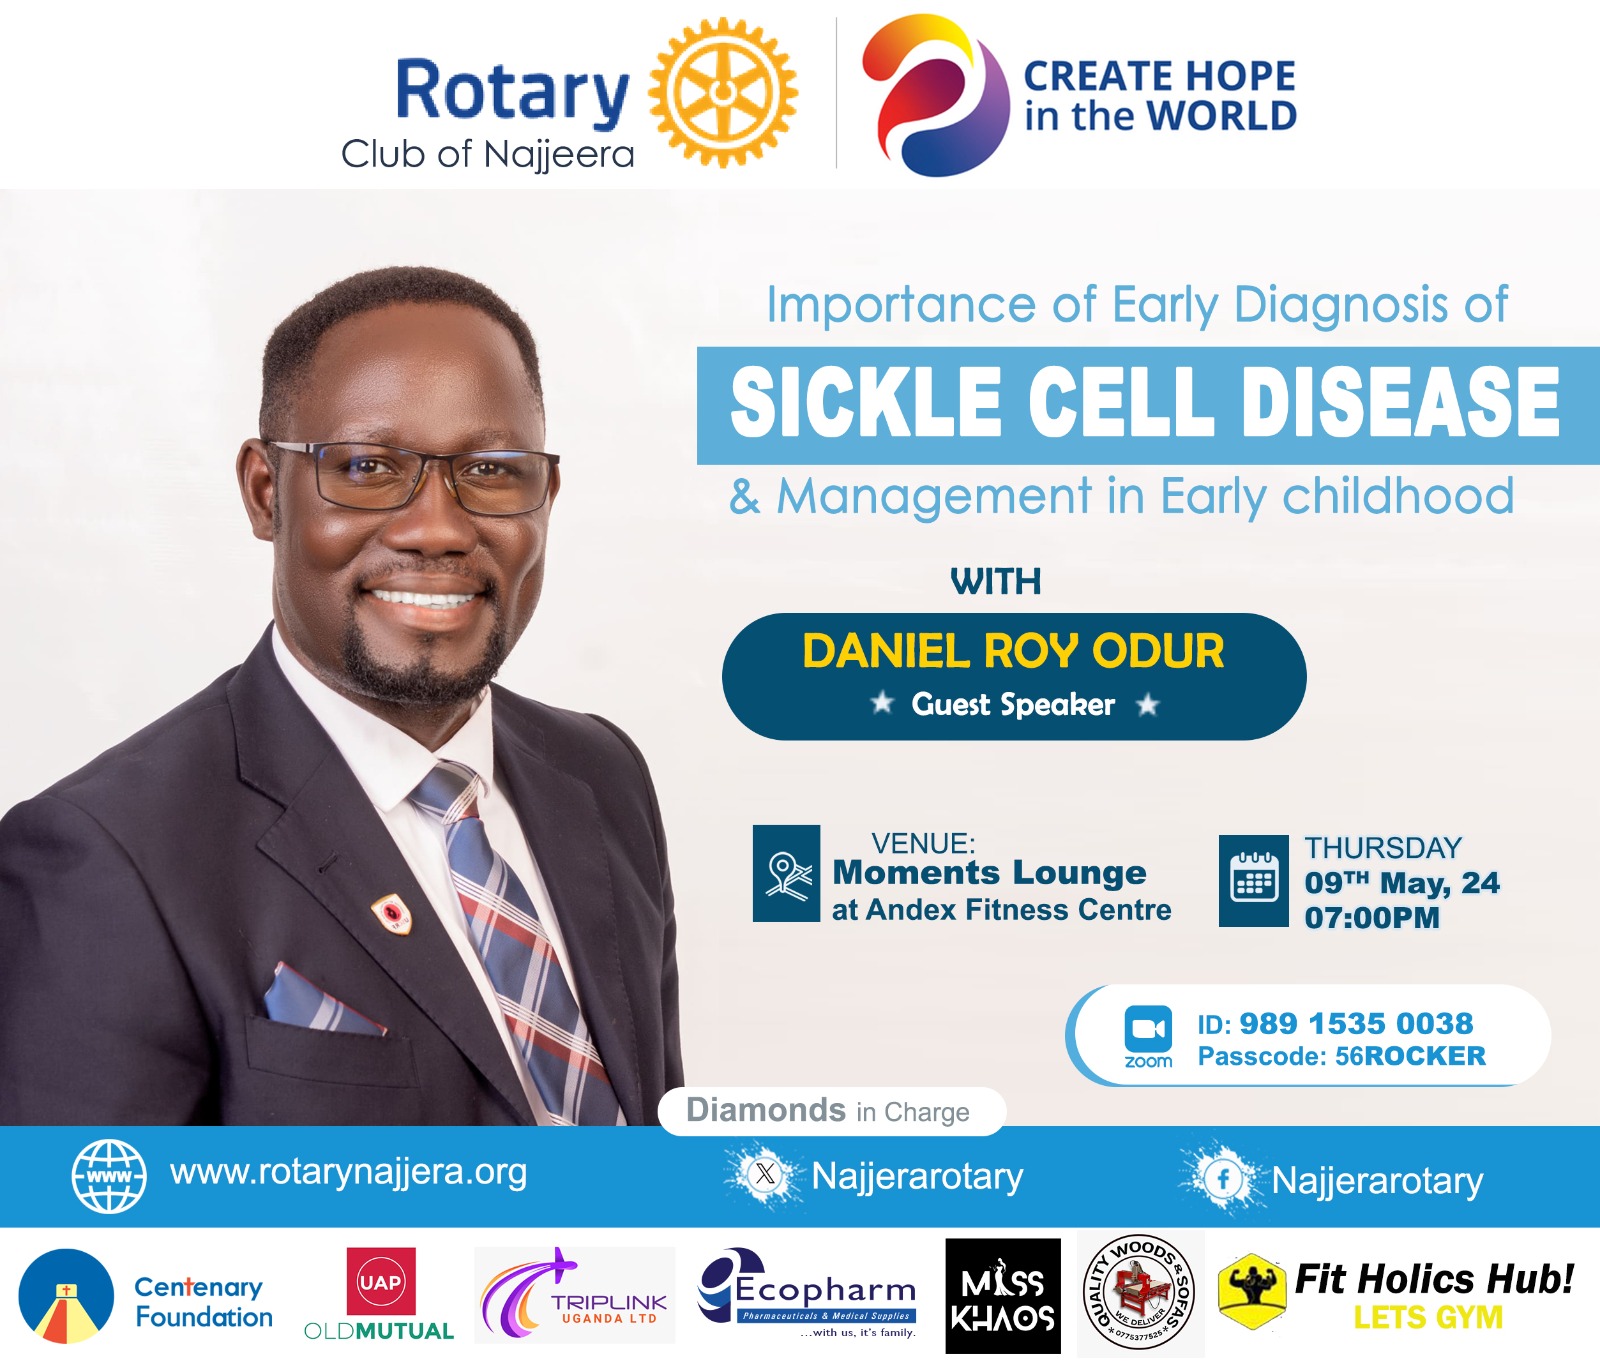 Rotary
Club of Najjeera
CREATE HOPE
in the WORLD
Importance of Early Diagnosis of
SICKLE CELL DISEASE
& Management in Early childhood
WITH
DANIEL ROY ODUR
Guest Speaker
VENUE:
Moments Lounge
at Andex Fitness Centre
THURSDAY
09TH May, 24
07:00PM
zoom
ID: 989 1535 0038
Passcode: 56ROCKER
Diamonds in Charge
www
www.rotarynajjera.org
X
Najjerarotary
f
Najjerarotary
Centenary
Foundation
UAP
OLDMUTUAL
TRIPLINK
UGANDA LTD
Ecopharm
Pharmaceuticals & Medical Supplies
...with us, it's family.
MISS
KHAOS
QUALITY WOODS & SOFAS
WE DELIVER
*0775377525*
Fit Holics Hub!
LETS GYM